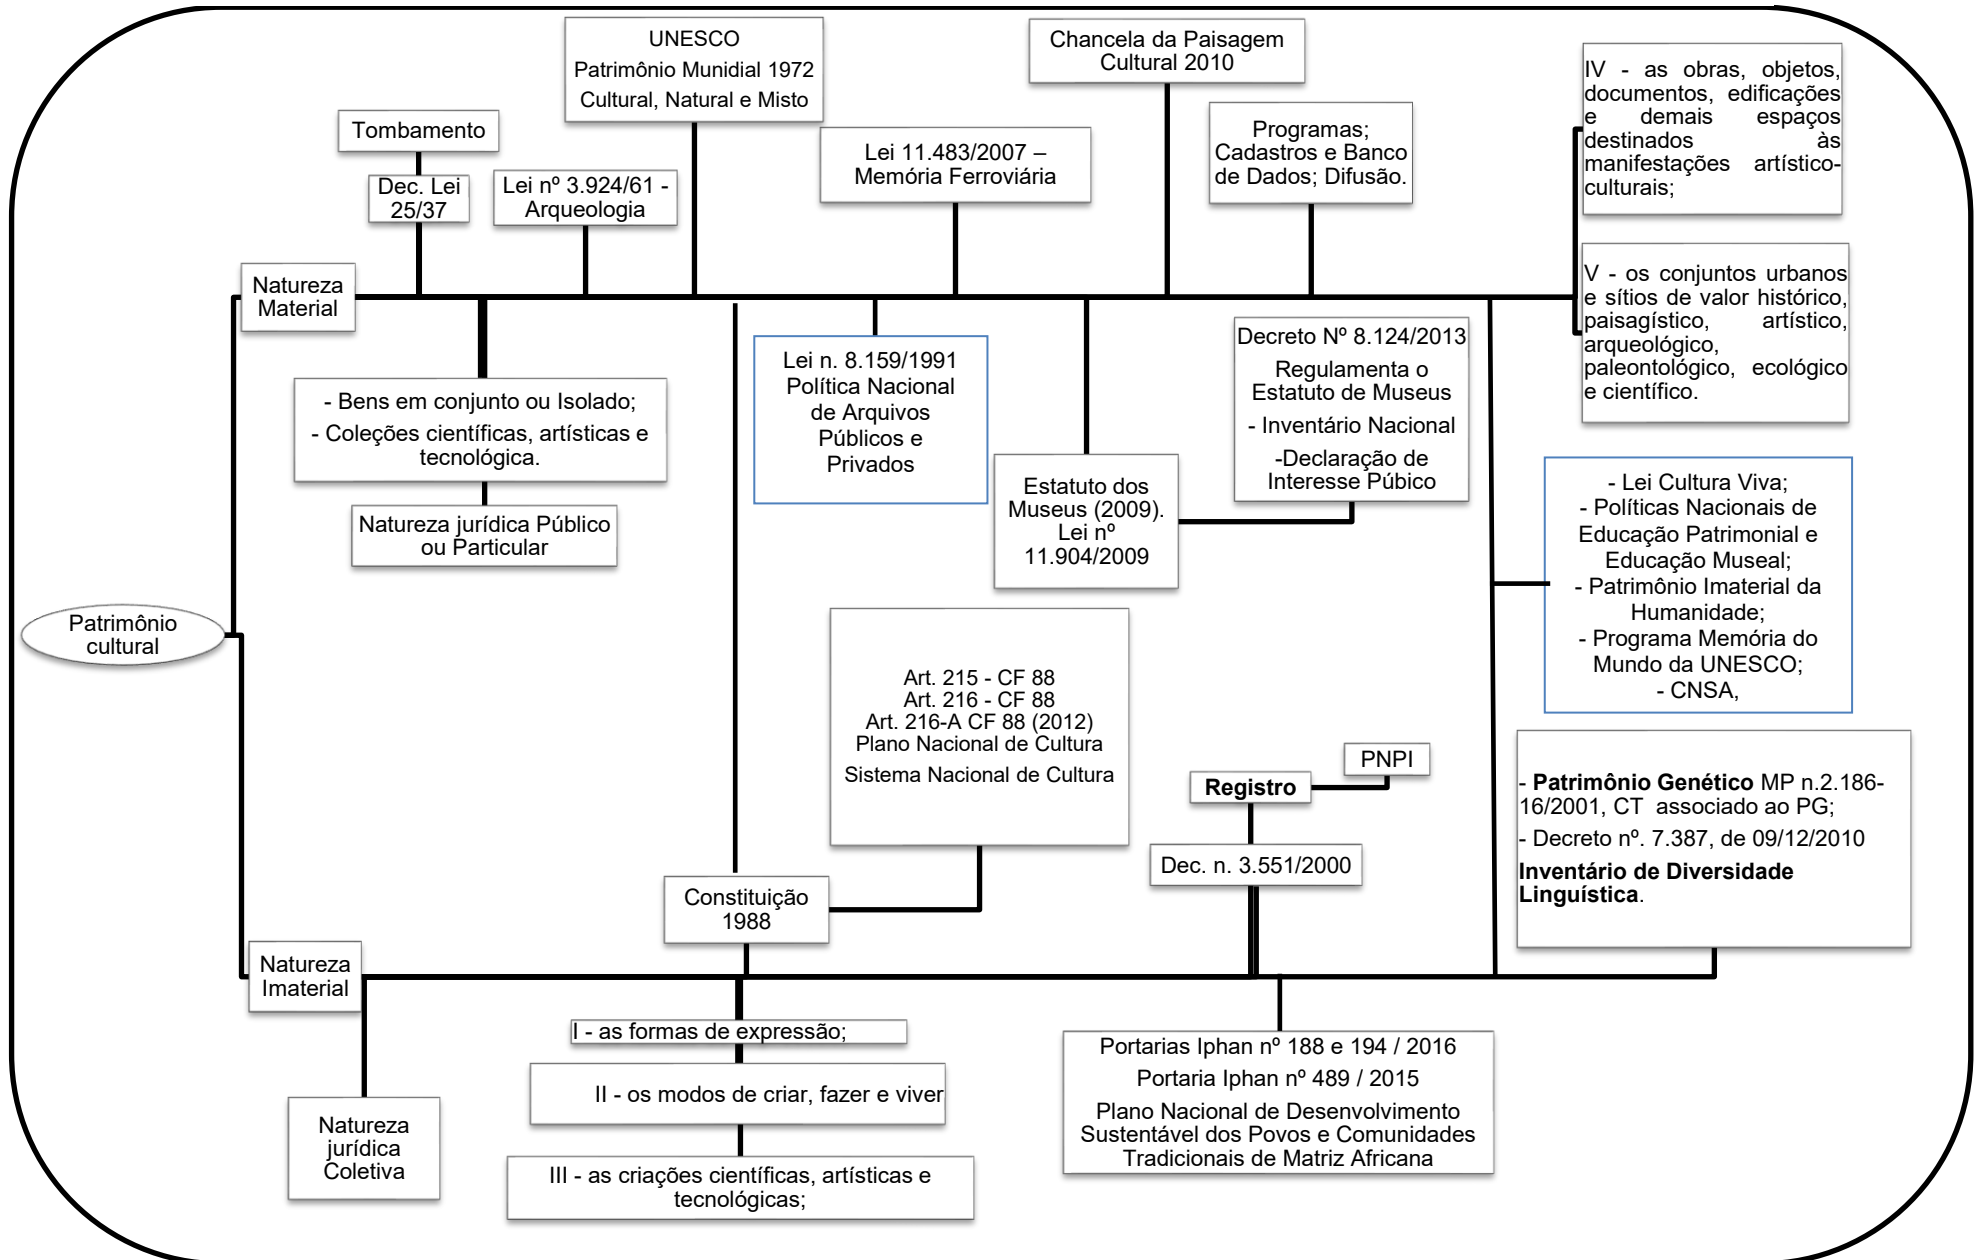 UNESCO
Patrimônio Munidial 1972
Cultural, Natural e Misto
Chancela da Paisagem
Cultural 2010
IV - as obras, objetos,
documentos, edificações
e demais espaços
destinados às
manifestações artístico-
culturais;
Tombamento
Dec. Lei
25/37
Lei nº 3.924/61 -
Arqueologia
Lei 11.483/2007 –
Memória Ferroviária
Programas;
Cadastros e Banco
de Dados; Difusão.
V - os conjuntos urbanos
e sítios de valor histórico,
paisagístico, artístico,
arqueológico,
paleontológico, ecológico
e científico.
Natureza
Material
- Bens em conjunto ou Isolado;
- Coleções científicas, artísticas e
tecnológica.
Natureza jurídica Público
ou Particular
Lei n. 8.159/1991
Política Nacional
de Arquivos
Públicos e
Privados
Estatuto dos
Museus (2009).
Lei nº
11.904/2009
Decreto Nº 8.124/2013
Regulamenta o
Estatuto de Museus
- Inventário Nacional
-Declaração de
Interesse Púbico
- Lei Cultura Viva;
- Políticas Nacionais de
Educação Patrimonial e
Educação Museal;
- Patrimônio Imaterial da
Humanidade;
- Programa Memória do
Mundo da UNESCO;
- CNSA,
Patrimônio
cultural
Art. 215 - CF 88
Art. 216 - CF 88
Art. 216-A CF 88 (2012)
Plano Nacional de Cultura
Sistema Nacional de Cultura
PNPI
Registro
Dec. n. 3.551/2000
- Patrimônio Genético MP n.2.186-
16/2001, CT associado ao PG;
- Decreto nº. 7.387, de 09/12/2010
Inventário de Diversidade
Linguística.
Constituição
1988
Natureza
Imaterial
Natureza
jurídica
Coletiva
I - as formas de expressão;
II - os modos de criar, fazer e viver
III - as criações científicas, artísticas e
tecnológicas;
Portarias Iphan nº 188 e 194 / 2016
Portaria Iphan nº 489 / 2015
Plano Nacional de Desenvolvimento
Sustentável dos Povos e Comunidades
Tradicionais de Matriz Africana